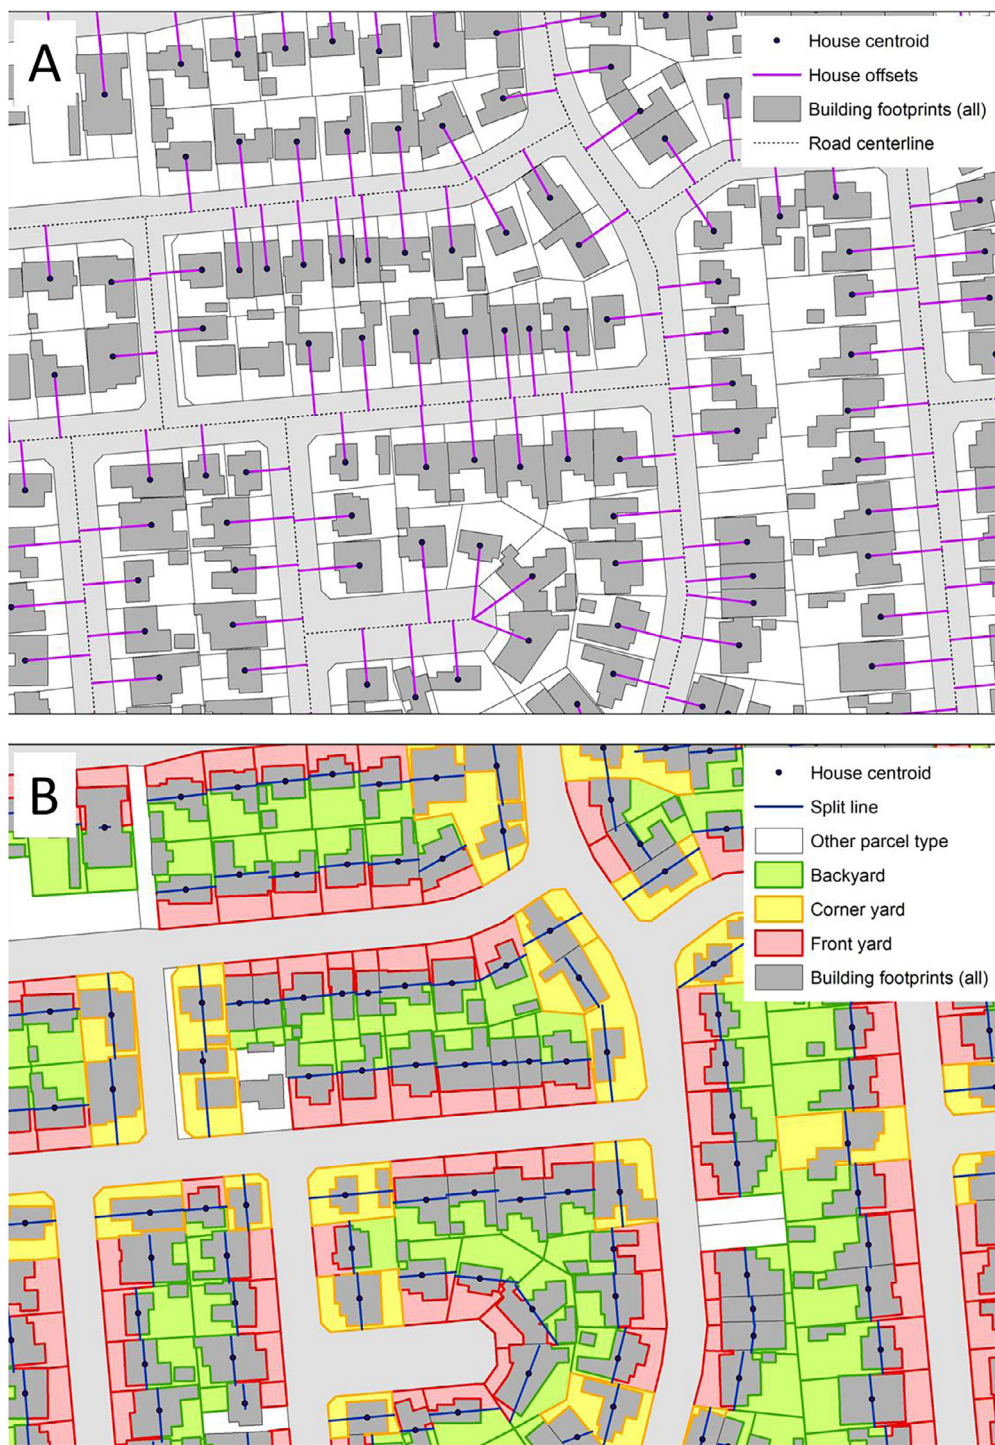 A
House centroid
House offsets
Building footprints (all)
Road centerline
B
House centroid
Split line
Other parcel type
Backyard
Corner yard
Front yard
Building footprints (all)